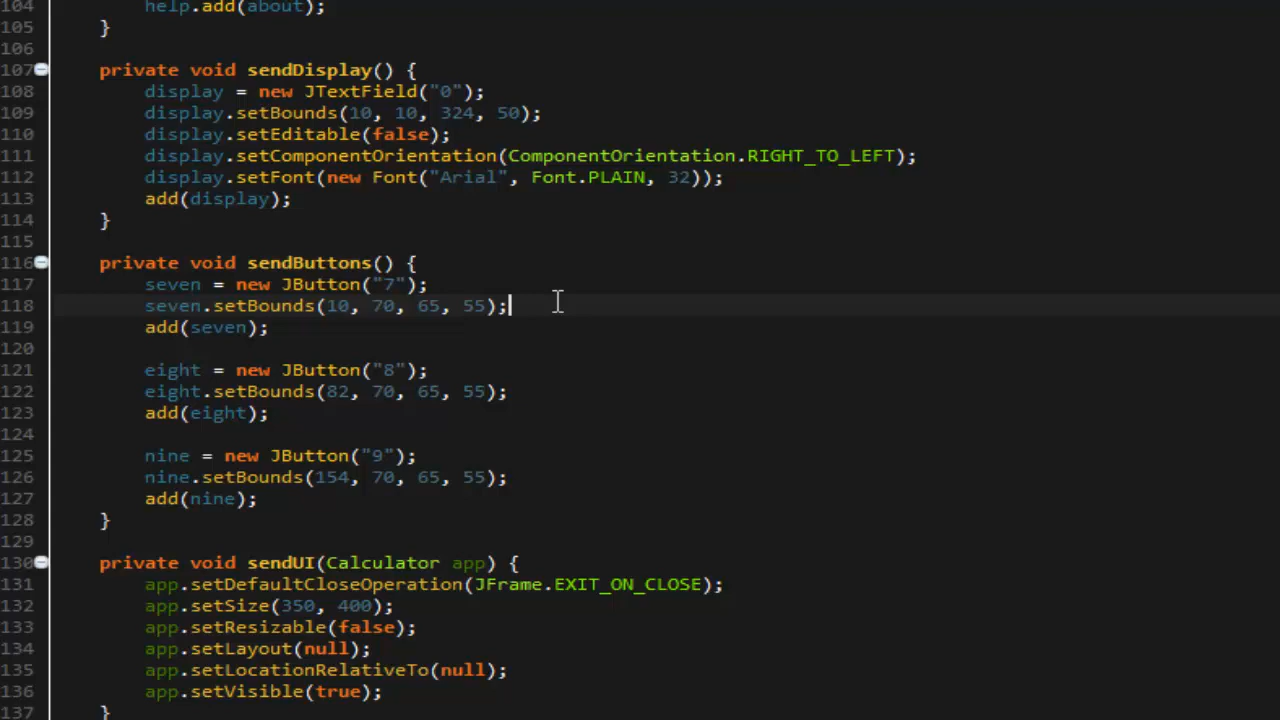 104         help.add(about);
105     }
106
107     private void sendDisplay() {
108         display = new JTextField("0");
109         display.setBounds(10, 10, 324, 50);
110         display.setEditable(false);
111         display.setComponentOrientation(ComponentOrientation.RIGHT_TO_LEFT);
112         display.setFont(new Font("Arial", Font.PLAIN, 32));
113         add(display);
114     }
115
116     private void sendButtons() {
117         seven = new JButton("7");
118         seven.setBounds(10, 70, 65, 55);
119         add(seven);
120
121         eight = new JButton("8");
122         eight.setBounds(82, 70, 65, 55);
123         add(eight);
124
125         nine = new JButton("9");
126         nine.setBounds(154, 70, 65, 55);
127         add(nine);
128     }
129
130     private void sendUI(Calculator app) {
131         app.setDefaultCloseOperation(JFrame.EXIT_ON_CLOSE);
132         app.setSize(350, 400);
133         app.setResizable(false);
134         app.setLayout(null);
135         app.setLocationRelativeTo(null);
136         app.setVisible(true);
137     }